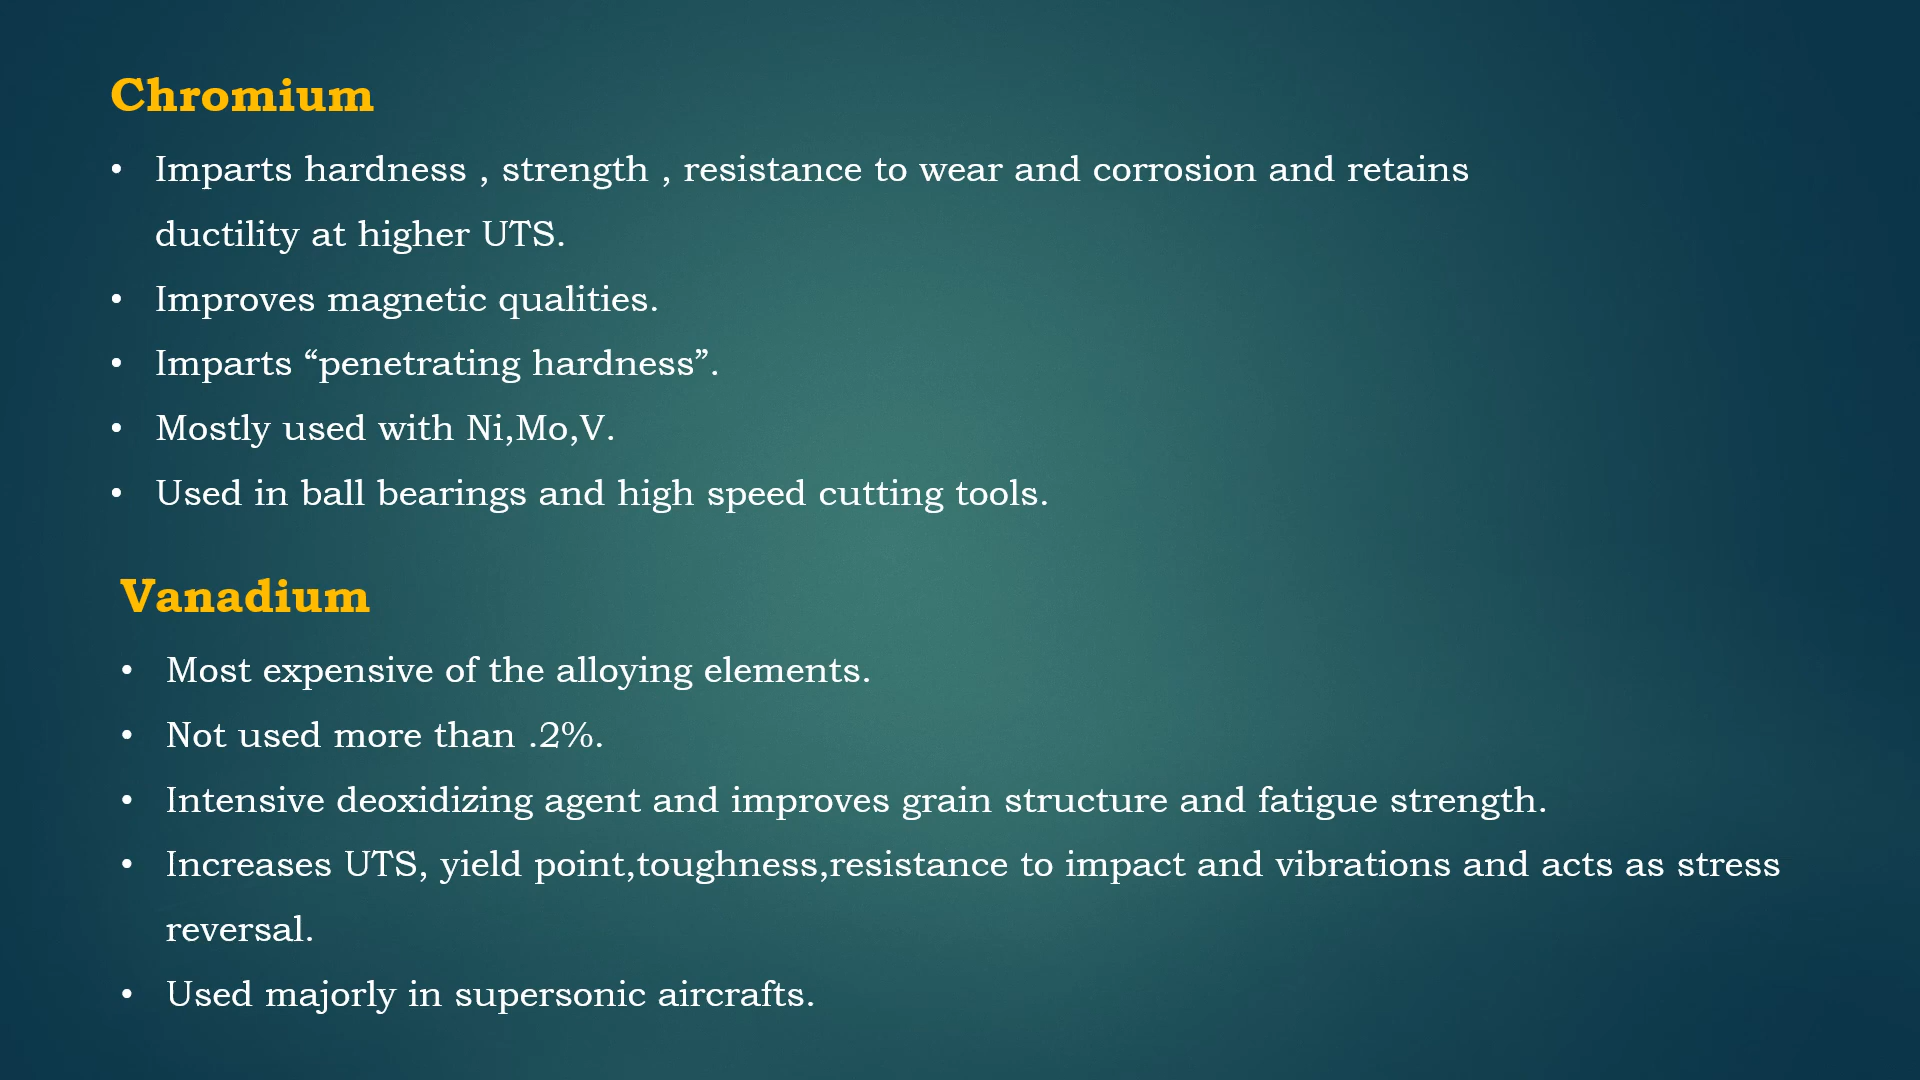 Chromium
• Imparts hardness , strength , resistance to wear and corrosion and retains
ductility at higher UTS.
• Improves magnetic qualities.
• Imparts “penetrating hardness”.
• Mostly used with Ni,Mo,V.
• Used in ball bearings and high speed cutting tools.
Vanadium
• Most expensive of the alloying elements.
• Not used more than .2%.
• Intensive deoxidizing agent and improves grain structure and fatigue strength.
• Increases UTS, yield point,toughness,resistance to impact and vibrations and acts as stress
reversal.
• Used majorly in supersonic aircrafts.